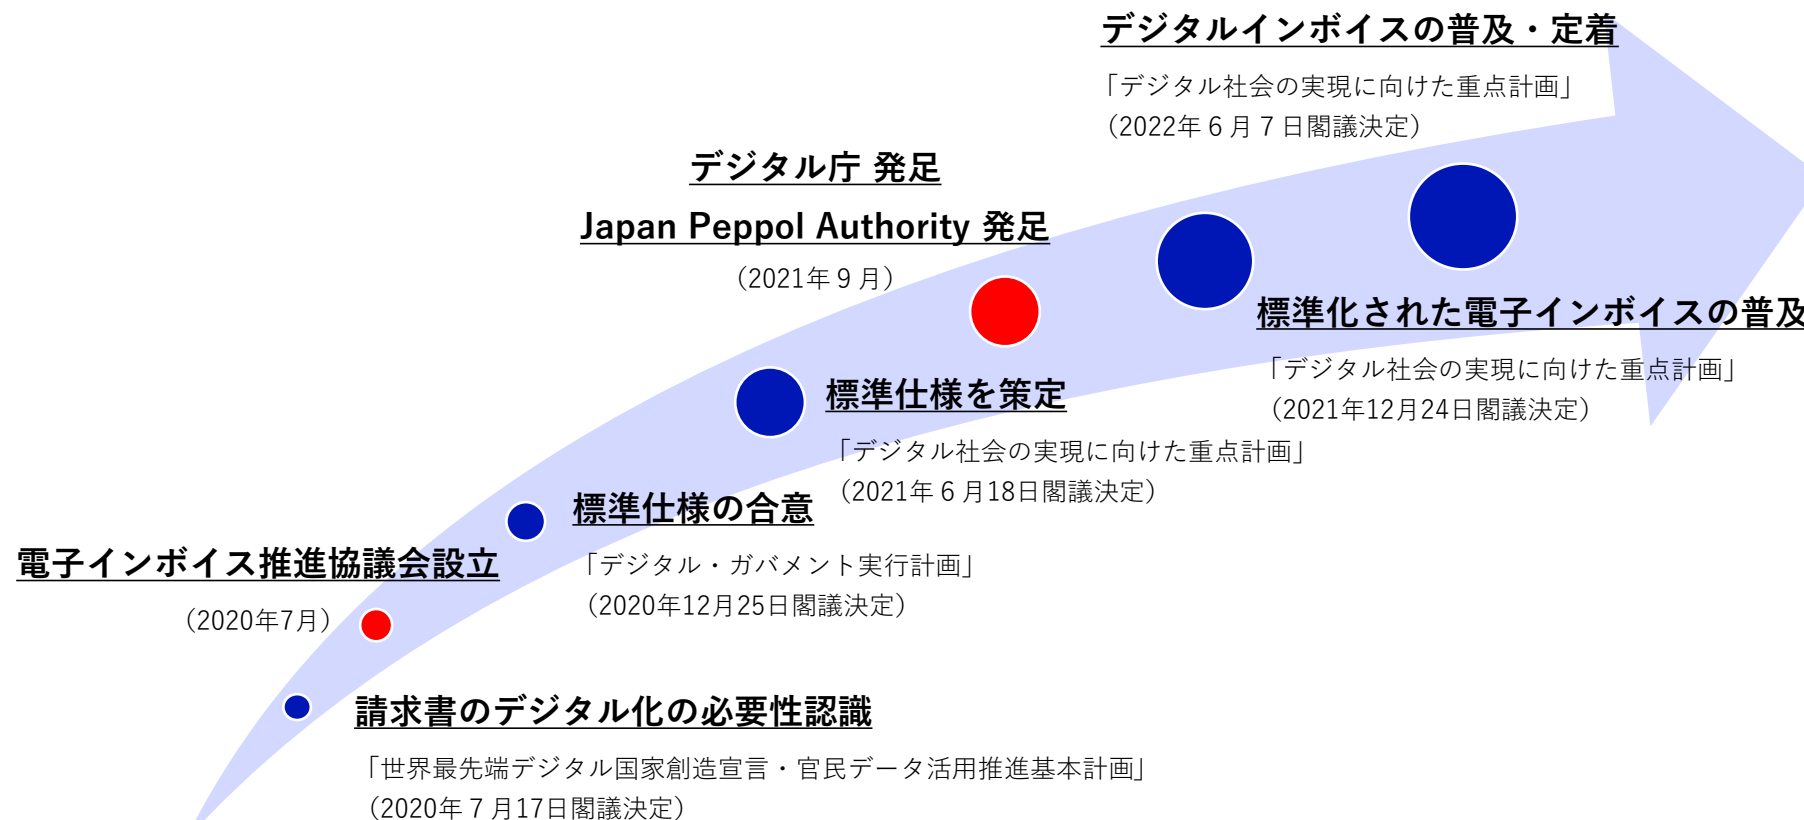 デジタルインボイスの普及・定着
「デジタル社会の実現に向けた重点計画」
（2022年６月７日閣議決定）
デジタル庁 発足
Japan Peppol Authority 発足
（2021年９月）
標準化された電子インボイスの普及
「デジタル社会の実現に向けた重点計画」
（2021年12月24日閣議決定）
標準仕様を策定
「デジタル社会の実現に向けた重点計画」
（2021年６月18日閣議決定）
標準仕様の合意
「デジタル・ガバメント実行計画」
（2020年12月25日閣議決定）
電子インボイス推進協議会設立
（2020年7月）
請求書のデジタル化の必要性認識
「世界最先端デジタル国家創造宣言・官民データ活用推進基本計画」
（2020年７月17日閣議決定）